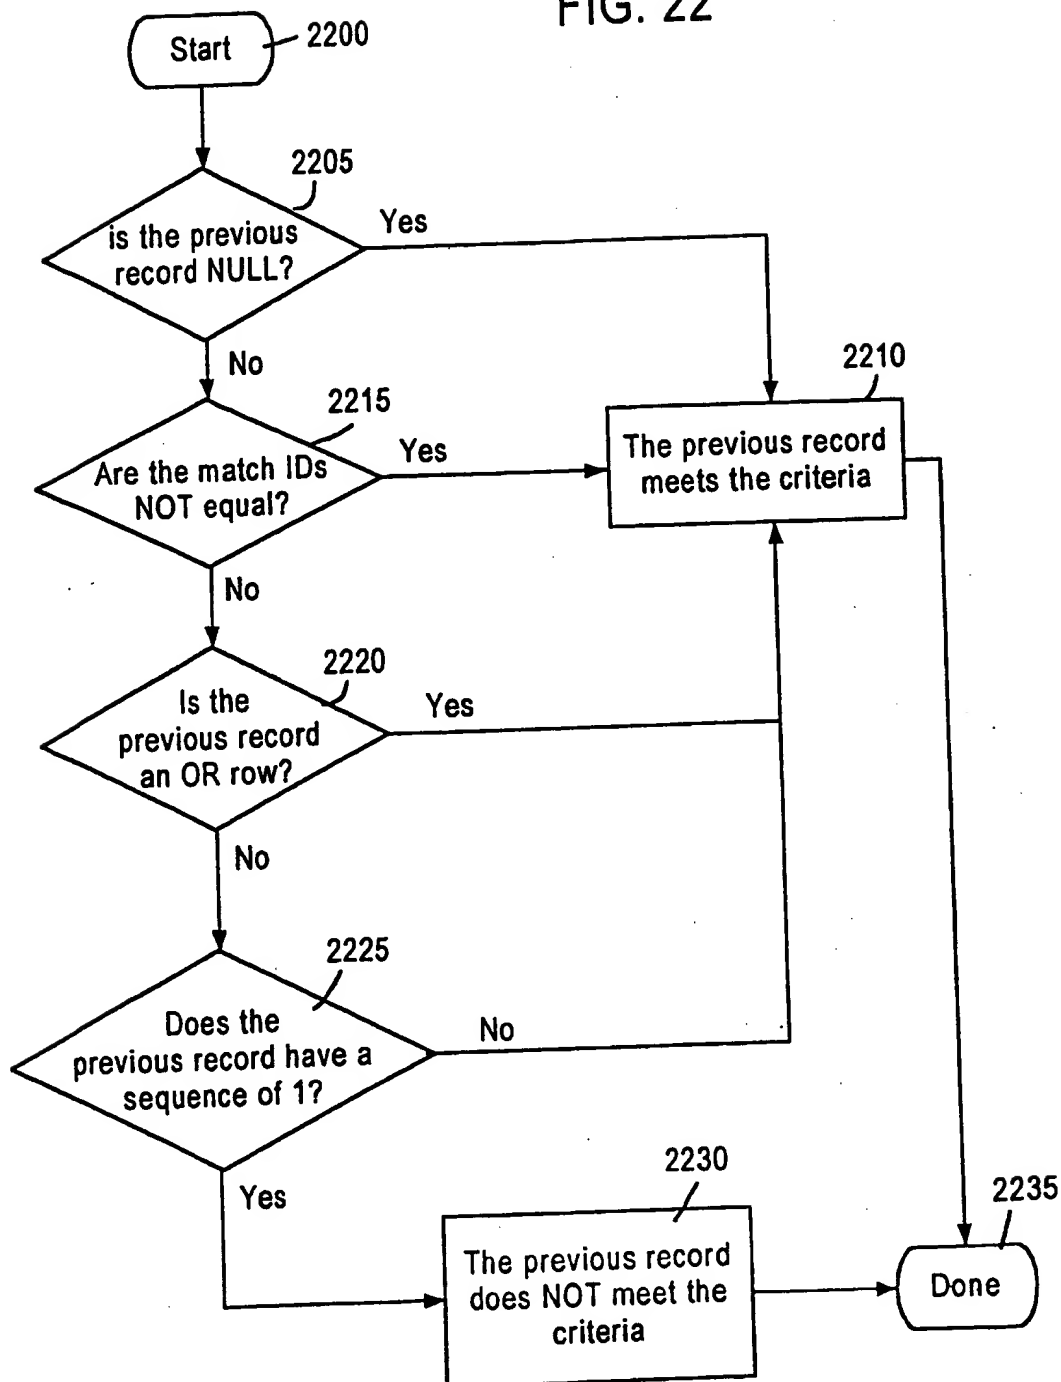 FIG. 22
Start
2200
2205
is the previous
record NULL?
Yes
No
2210
2215
Are the match IDs
NOT equal?
Yes
The previous record
meets the criteria
No
2220
Is the
previous record
an OR row?
Yes
No
2225
Does the
previous record have a
sequence of 1?
No
Yes
2230
The previous record
does NOT meet the
criteria
2235
Done